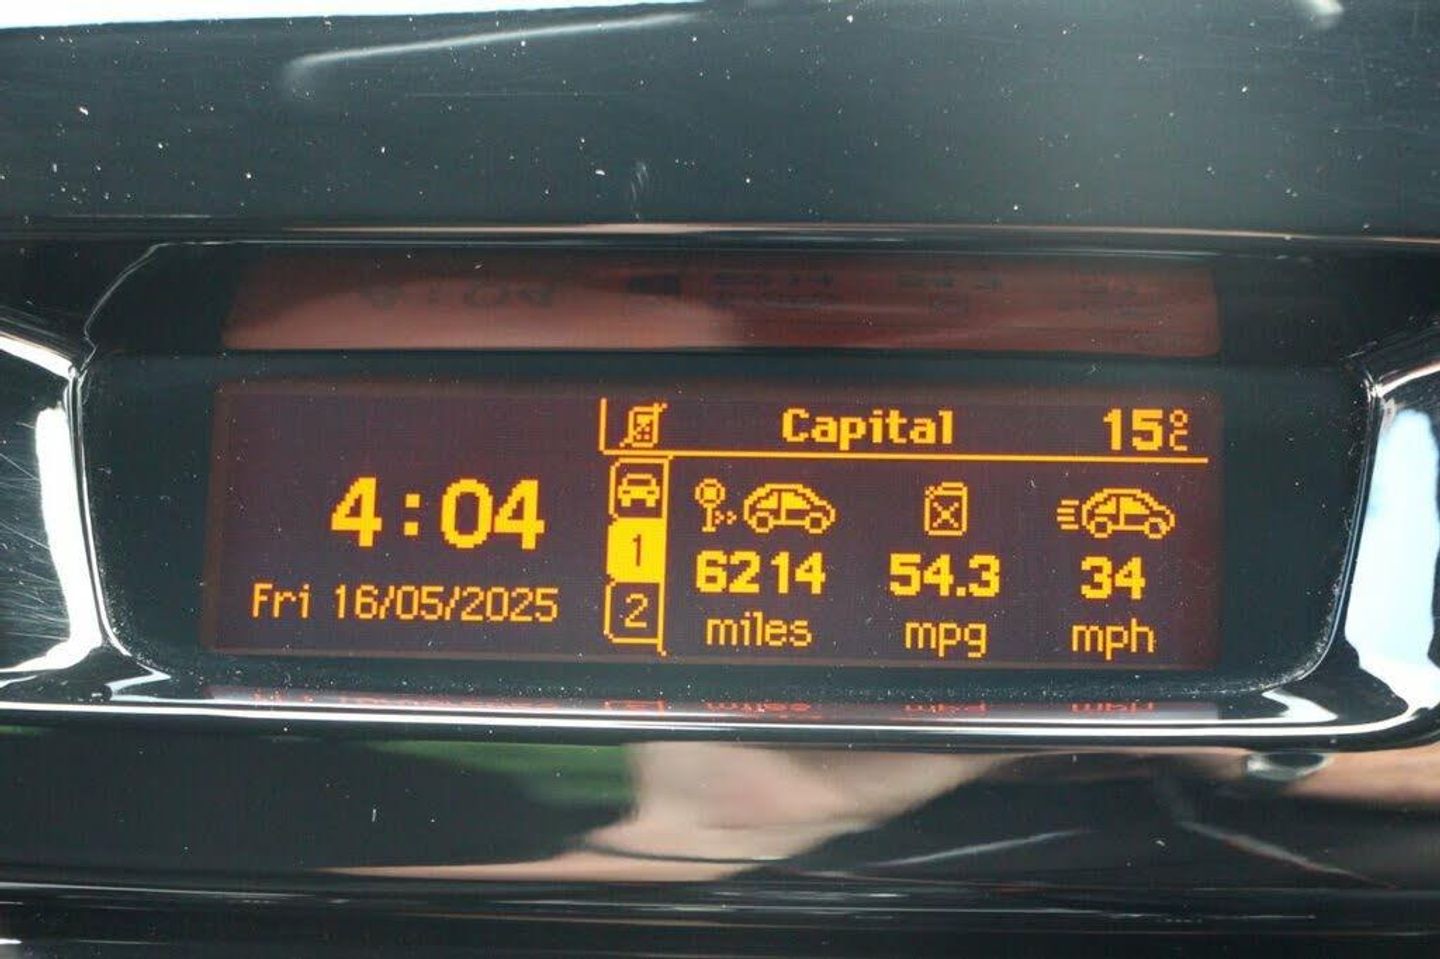 Capital 15°C
4:04
Fri 16/05/2025
1
2
6214 54.3 34
miles mpg mph